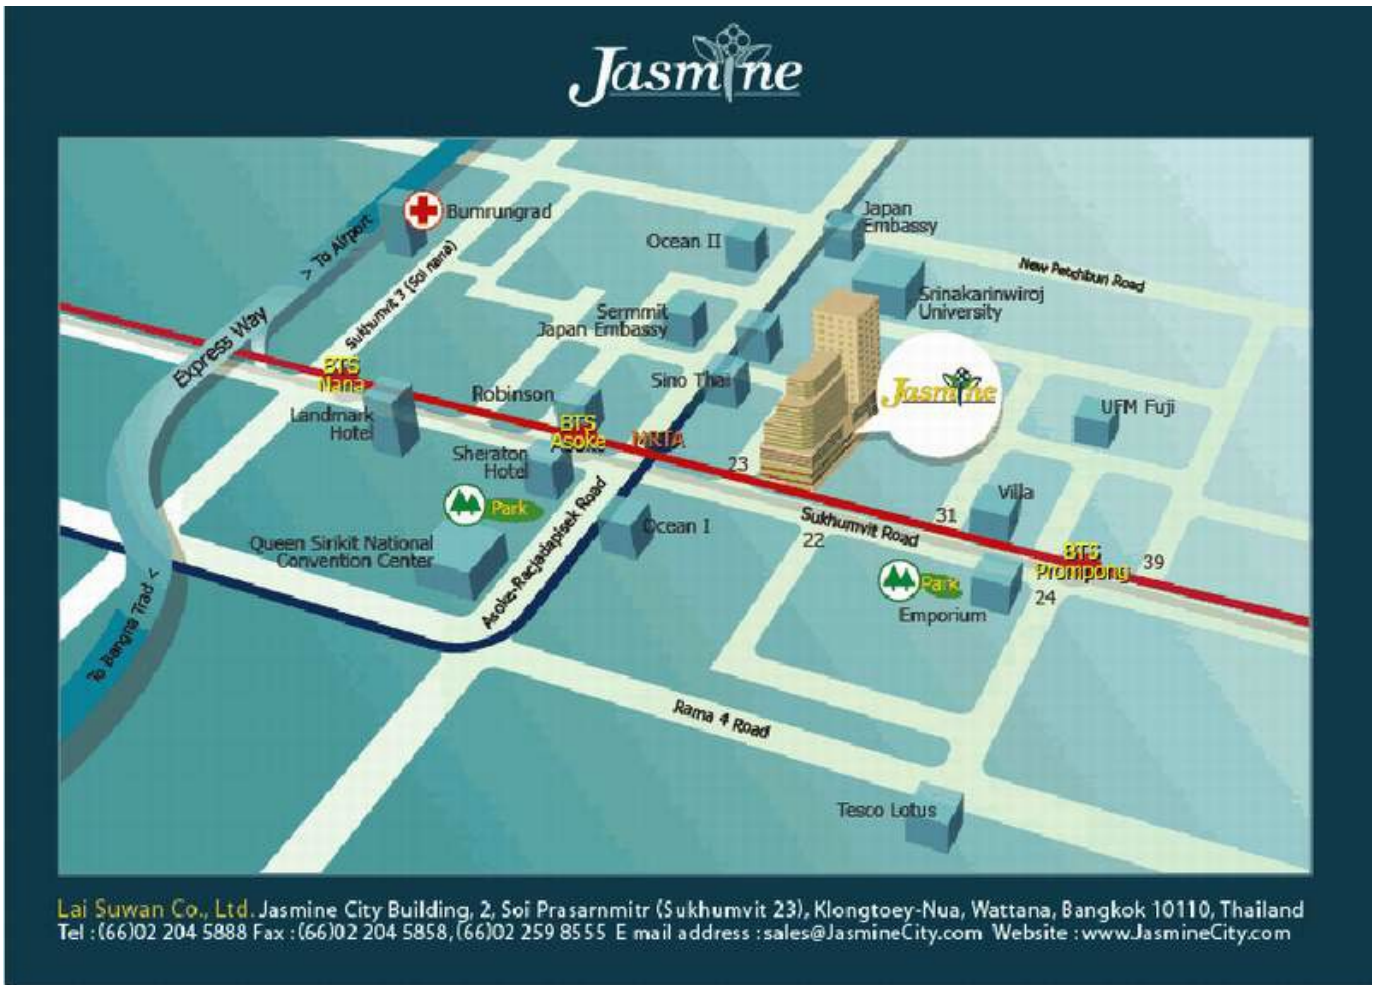 Jasmine
Bumrungrad
> To Airport
Sukhumvit 3 (Soi nana)
Express Way
Japan
Embassy
Ocean II
New Petchburi Road
Srinakarinwiroj
University
Sermmit
Japan Embassy
BTS
Nana
Landmark
Hotel
Robinson
Sino Thai
Jasmine
UFM Fuji
BTS
Asoke
MRTA
Sheraton
Hotel
23
Park
Asoke-Racjadapisek Road
Ocean I
Villa
31
Sukhumvit Road
22
Queen Sirikit National
Convention Center
BTS
Prompong
39
Park
24
Emporium
To Bangna Trad <
Rama 4 Road
Tesco Lotus
Lai Suwan Co., Ltd. Jasmine City Building, 2, Soi Prasarnmitr (Sukhumvit 23), Klongtoey-Nua, Wattana, Bangkok 10110, Thailand
Tel : (66)02 204 5888 Fax : (66)02 204 5858, (66)02 259 8555 E mail address : sales@JasmineCity.com Website : www.JasmineCity.com